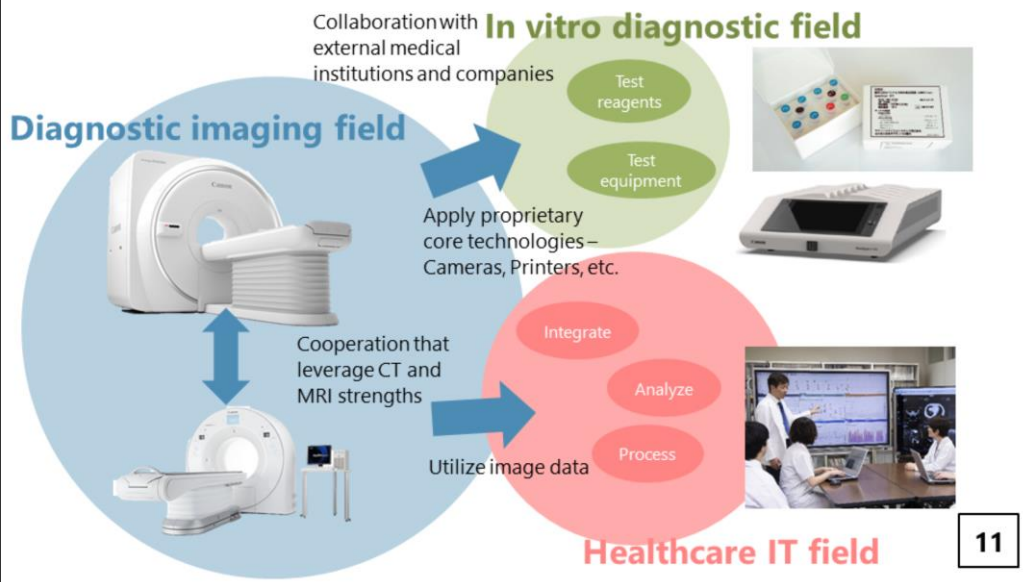 Collaboration with
external medical
institutions and companies
In vitro diagnostic field
Test
reagents
Test
equipment
Diagnostic imaging field
Canon
Apply proprietary
core technologies –
Cameras, Printers, etc.
Cooperation that
leverage CT and
MRI strengths
Integrate
Analyze
Process
Utilize image data
Healthcare IT field
11